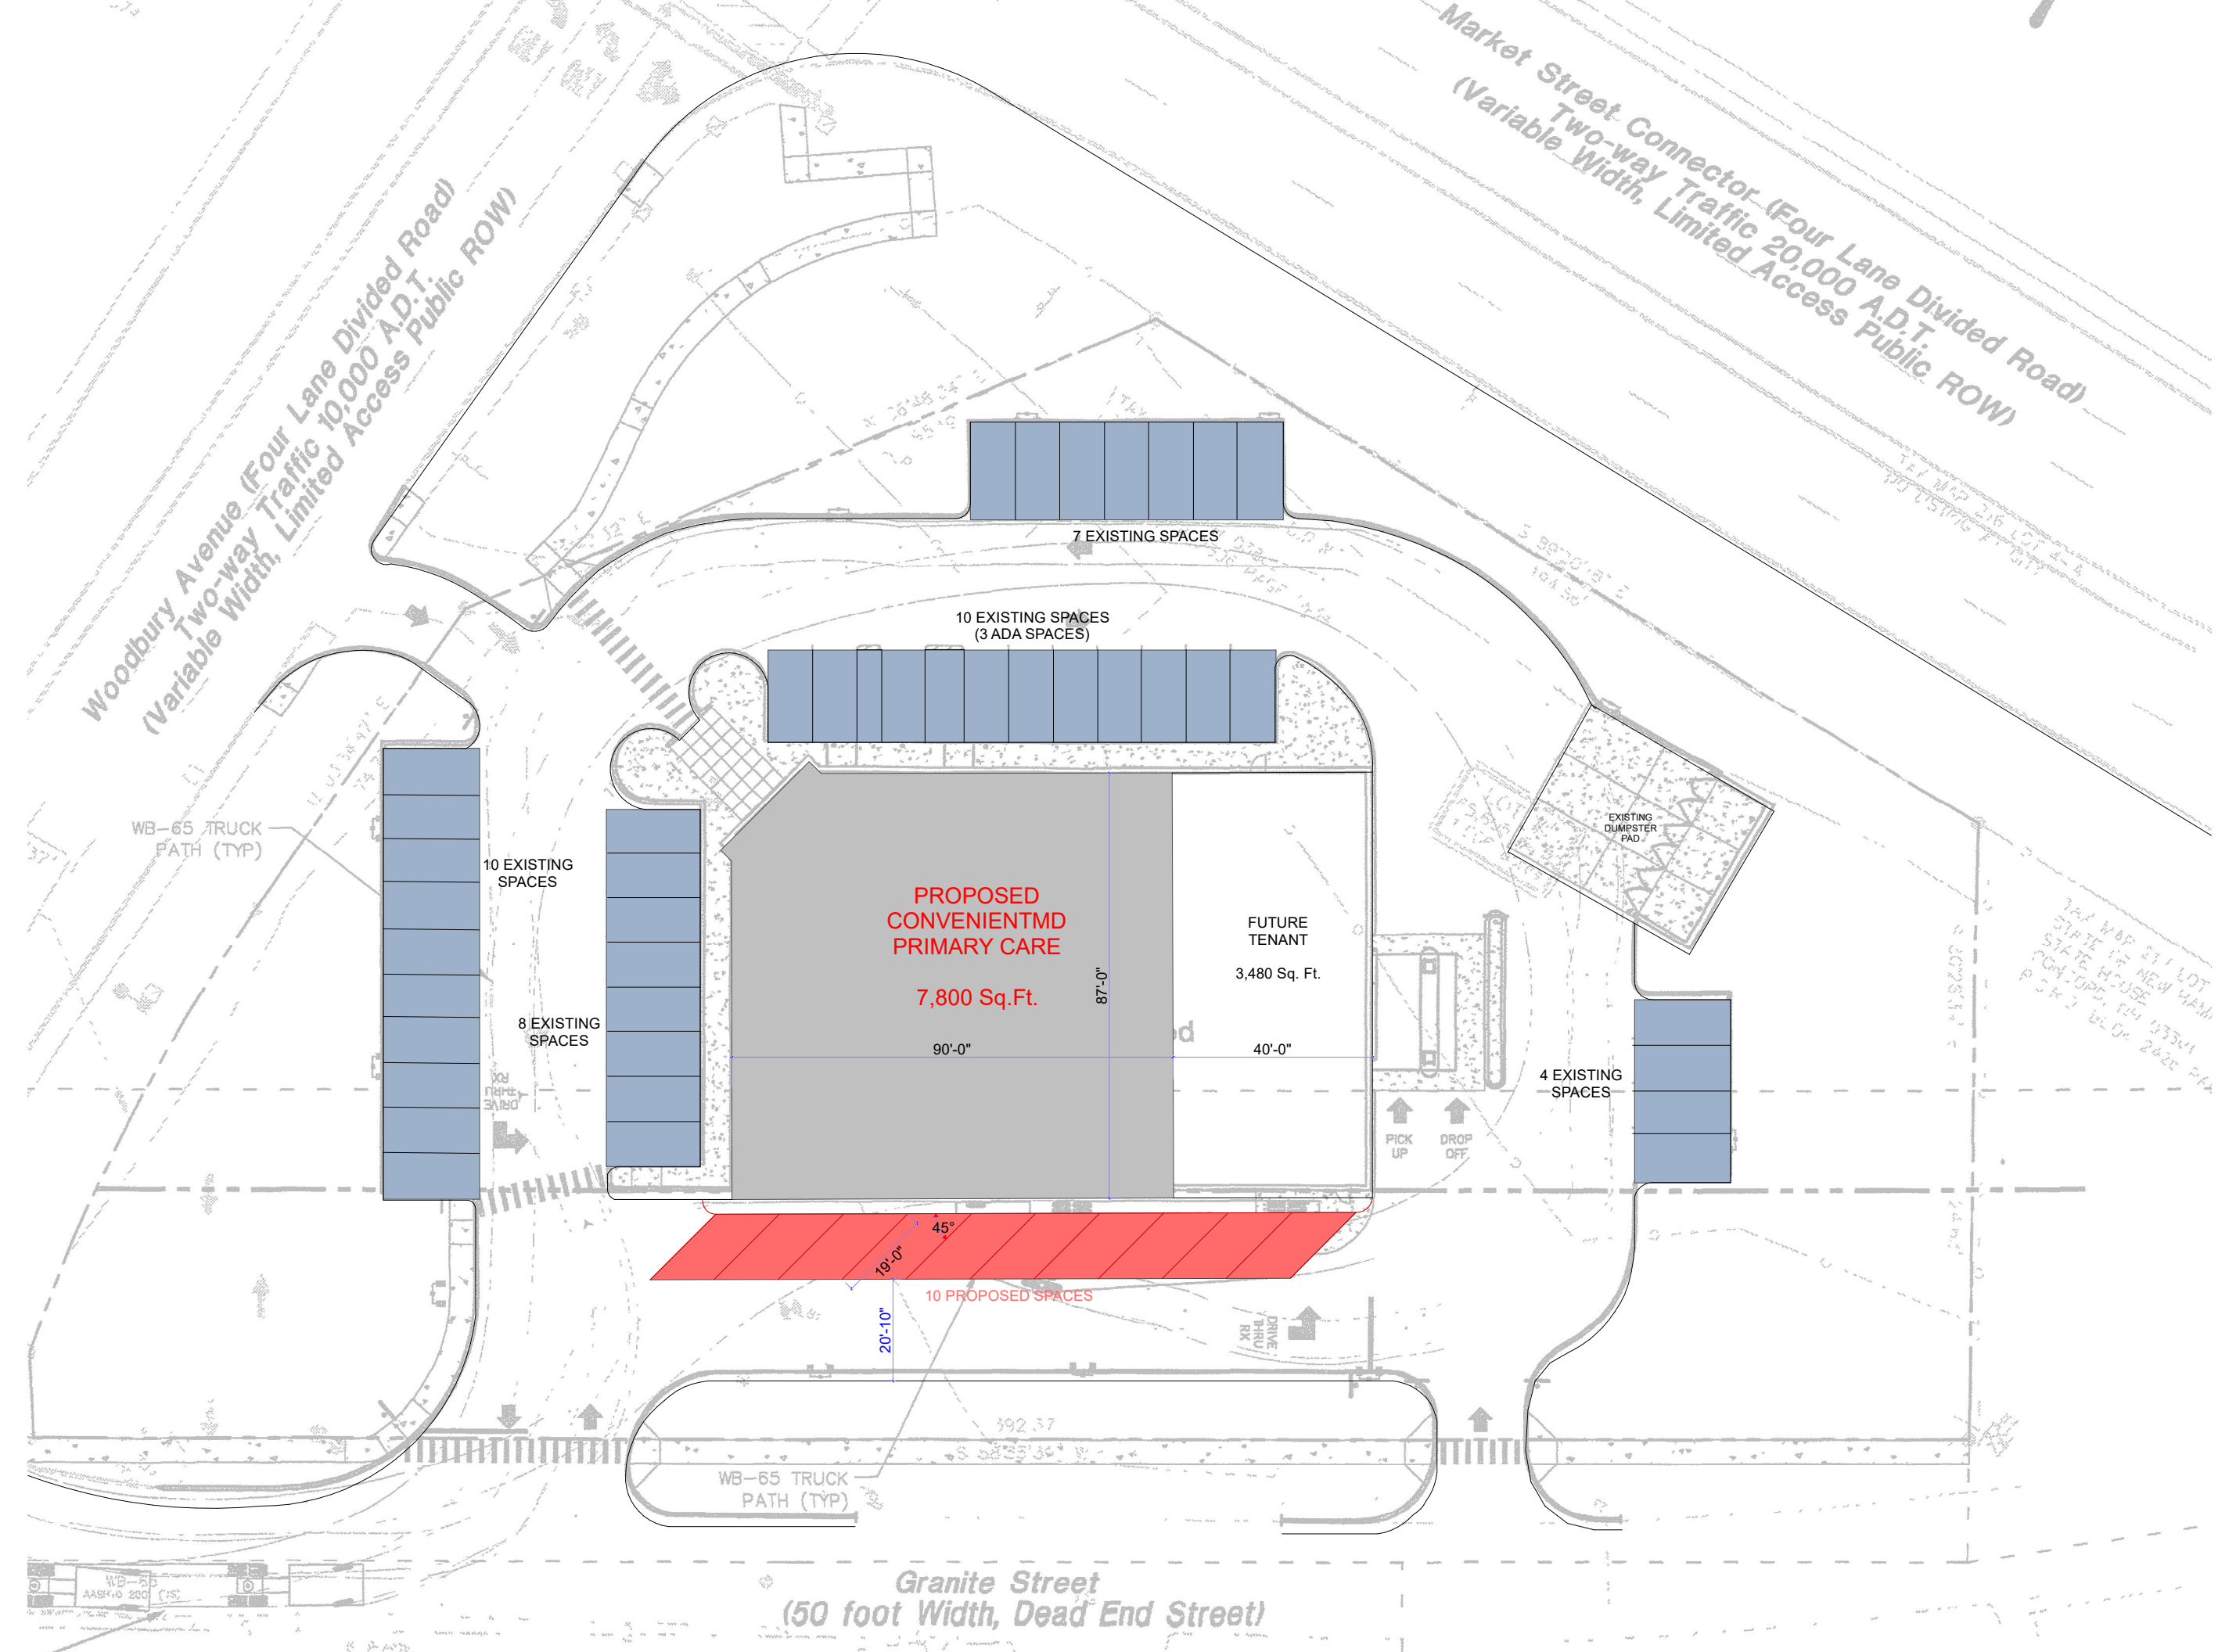 Market Street Connector (Four Lane Divided Road)
Two-way Traffic 20,000 A.D.T.
(Variable Width, Limited Access Public ROW)
Woodbury Avenue (Four Lane Divided Road)
Two-way Traffic 10,000 A.D.T.
(Variable Width, Limited Access Public ROW)
7 EXISTING SPACES
10 EXISTING SPACES
(3 ADA SPACES)
WB-65 TRUCK
PATH (TYP)
10 EXISTING
SPACES
8 EXISTING
SPACES
EXISTING
DUMPSTER
PAD
PROPOSED
CONVENIENTMD
PRIMARY CARE
7,800 Sq.Ft.
FUTURE
TENANT
3,480 Sq. Ft.
87'-0"
90'-0"
40'-0"
4 EXISTING
SPACES
RX
THRU
DRIVE
PICK
UP
DROP
OFF
45°
19'-0"
10 PROPOSED SPACES
20'-10"
DRIVE
THRU
RX
392.37
WB-65 TRUCK
PATH (TYP)
Granite Street
(50 foot Width, Dead End Street)